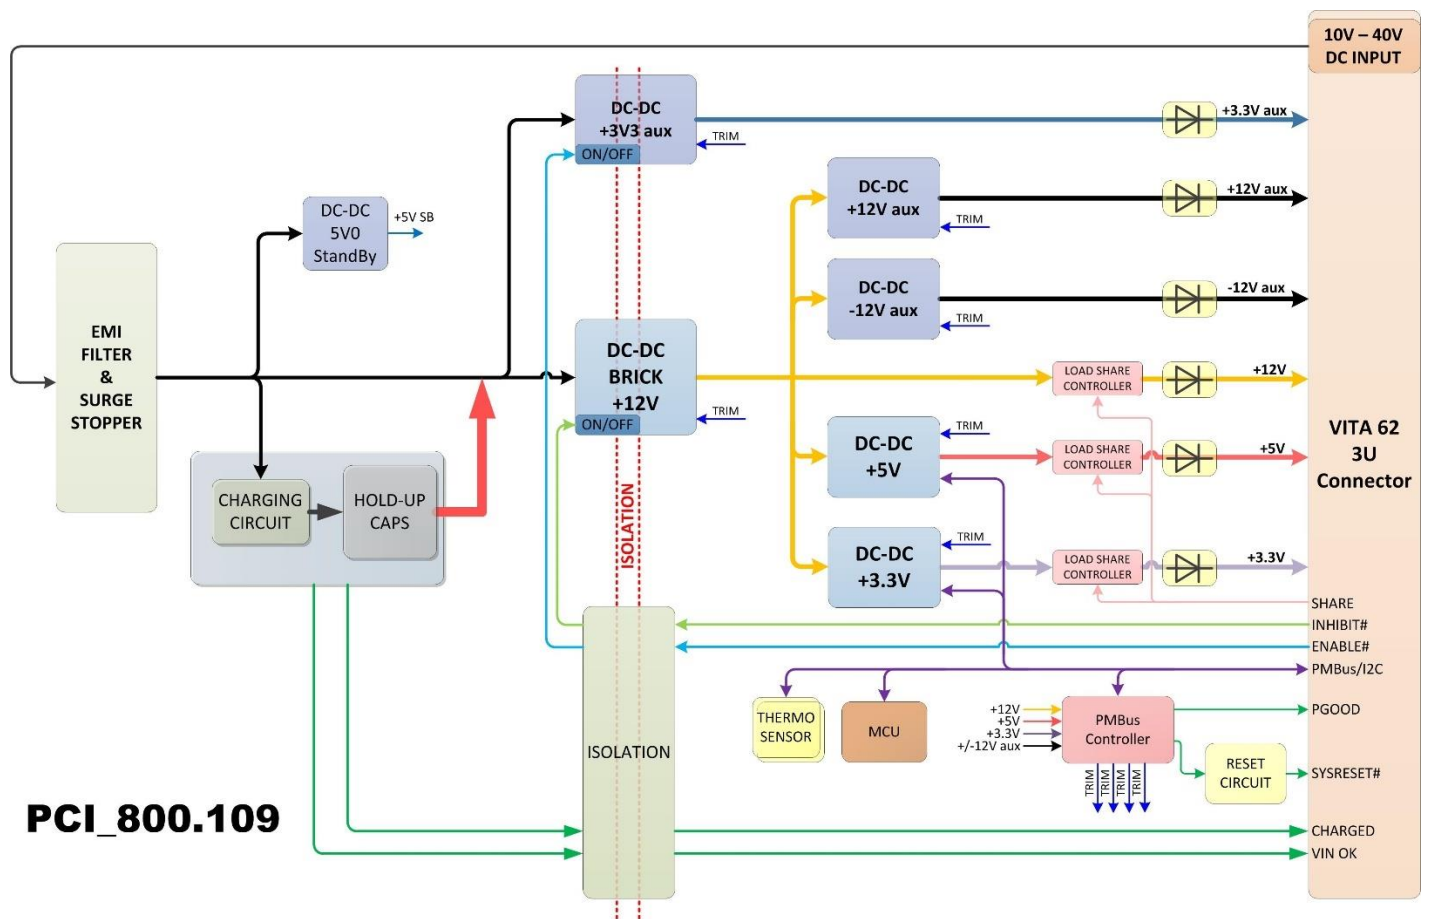 10V – 40V
DC INPUT
DC-DC
+3V3 aux
ON/OFF
TRIM
+3.3V aux
DC-DC
+12V aux
TRIM
+12V aux
DC-DC
5V0
StandBy
+5V SB
DC-DC
-12V aux
TRIM
-12V aux
EMI
FILTER
&
SURGE
STOPPER
DC-DC
BRICK
+12V
ON/OFF
TRIM
LOAD SHARE
CONTROLLER
+12V
DC-DC
+5V
TRIM
LOAD SHARE
CONTROLLER
+5V
VITA 62
3U
Connector
CHARGING
CIRCUIT
HOLD-UP
CAPS
ISOLATION
DC-DC
+3.3V
TRIM
LOAD SHARE
CONTROLLER
+3.3V
SHARE
INHIBIT#
ENABLE#
PMBus/I2C
ISOLATION
THERMO
SENSOR
MCU
+12V
+5V
+3.3V
+/-12V aux
PMBus
Controller
TRIM
TRIM
TRIM
TRIM
PGOOD
RESET
CIRCUIT
SYSRESET#
PCI_800.109
CHARGED
VIN OK